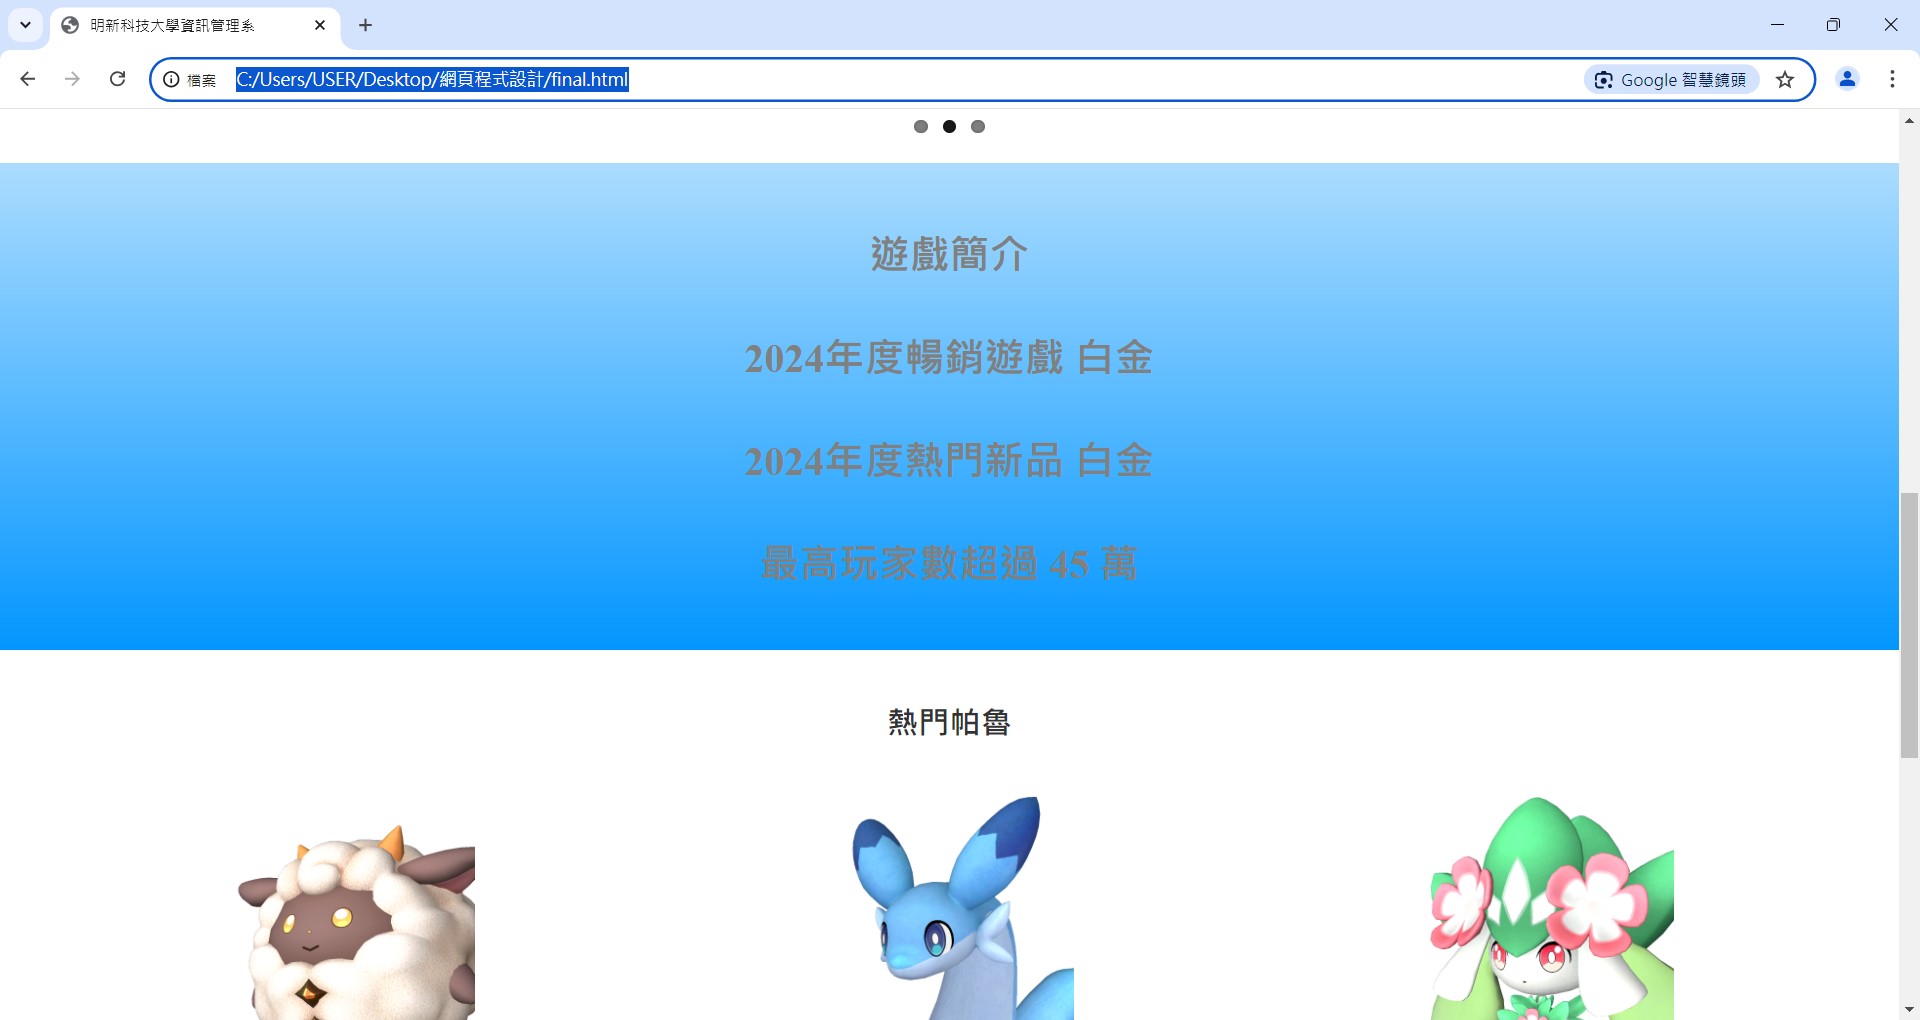 明新科技大學資訊管理系
檔案 C:/Users/USER/Desktop/網頁程式設計/final.html Google 智慧鏡頭
遊戲簡介
2024年度暢銷遊戲 白金
2024年度熱門新品 白金
最高玩家數超過 45 萬
熱門帕魯